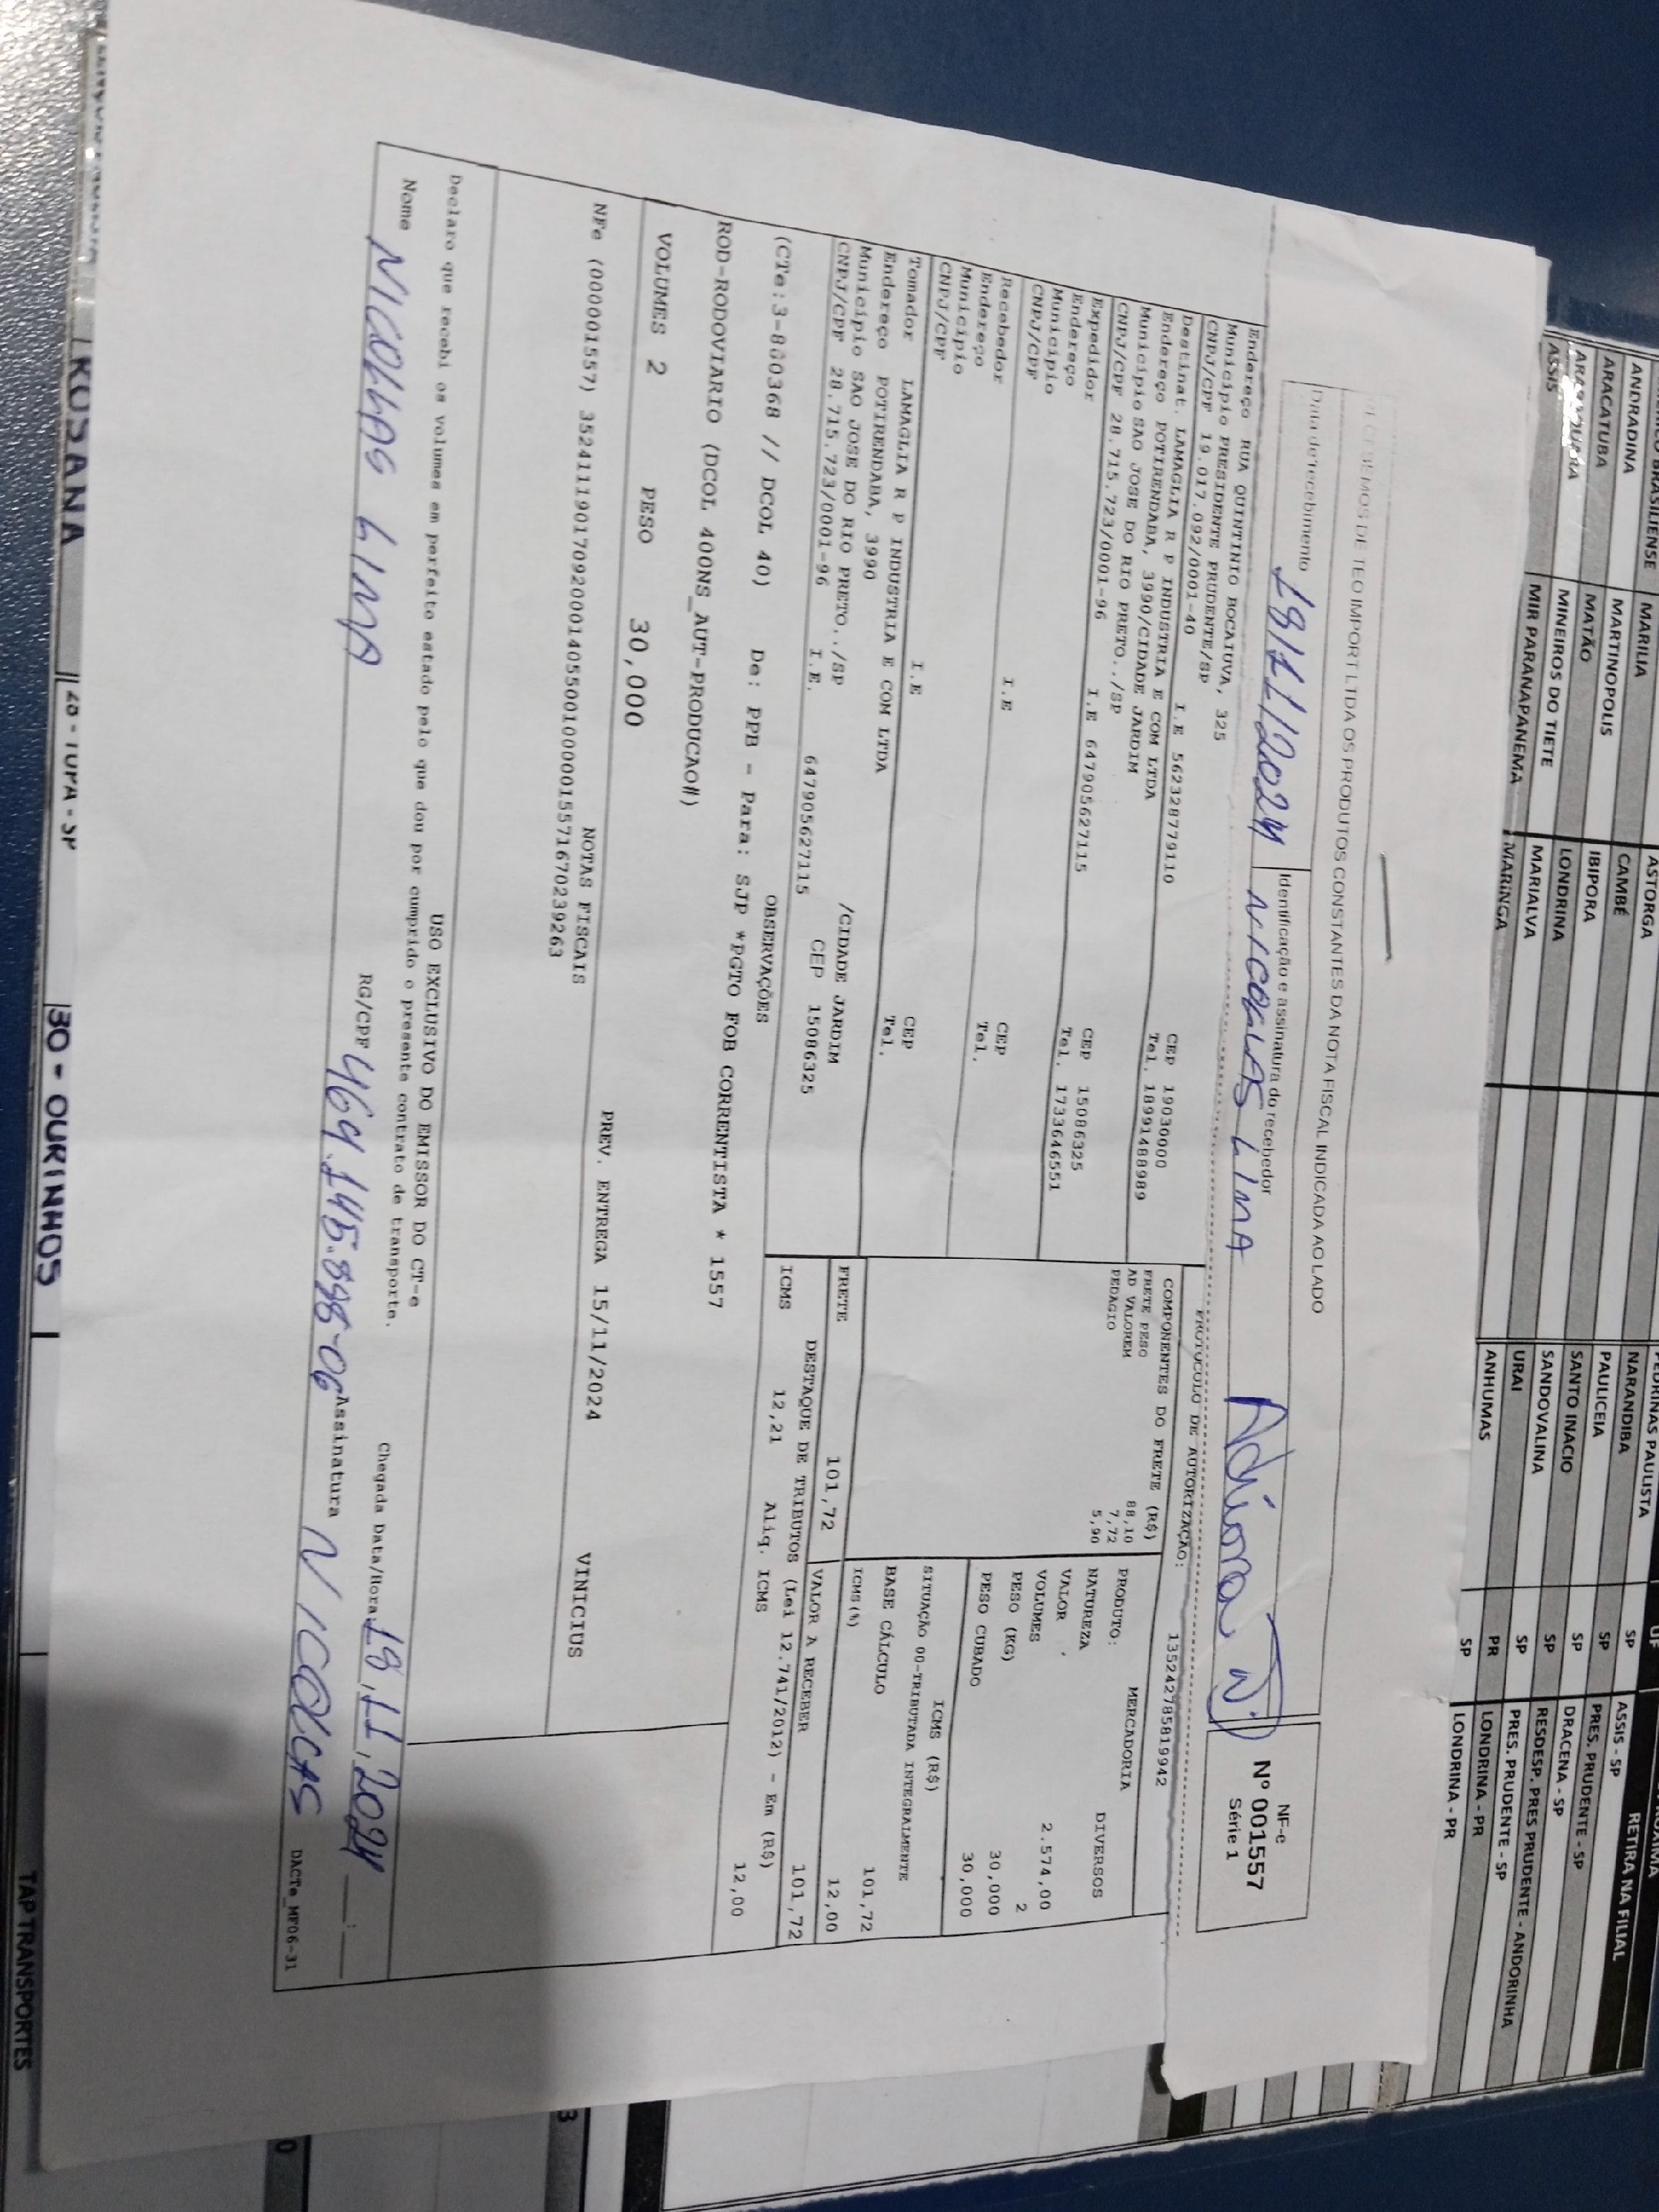 RECEBEMOS DE TEO IMPORT LTDA OS PRODUTOS CONSTANTES DA NOTA FISCAL INDICADA AO LADO
Data de recebimento
18/11/2024
Identificação e assinatura do recebedor
NICOLLAS LIMA
NF-e
Nº 001557
Série 1
PROTOCOLO DE AUTORIZAÇÃO: 135242785819942
Endereço RUA QUINTINIO BOCAIUVA, 325
Município PRESIDENTE PRUDENTE/SP CEP 19030000
CNPJ/CPF 19.017.092/0001-40 I.E 562328779110 Tel. 18991488989
Destinat. LAMAGLIA R P INDUSTRIA E COM LTDA
Endereço POTIRENDABA, 3990/CIDADE JARDIM
Município SAO JOSE DO RIO PRETO../SP CEP 15086325
CNPJ/CPF 28.715.723/0001-96 I.E 647905627115 Tel. 1733646551
Expedidor
Endereço
Município CEP
CNPJ/CPF I.E Tel.
Recebedor
Endereço
Município CEP
CNPJ/CPF I.E Tel.
Tomador LAMAGLIA R P INDUSTRIA E COM LTDA
Endereço POTIRENDABA, 3990 /CIDADE JARDIM
Município SAO JOSE DO RIO PRETO../SP CEP 15086325
CNPJ/CPF 28.715.723/0001-96 I.E. 647905627115
COMPONENTES DO FRETE (R$)
FRETE PESO 88,10
AD VALOREM 7,72
PEDAGIO 5,90
FRETE 101,72
PRODUTO: MERCADORIA
NATUREZA DIVERSOS
VALOR 2.574,00
VOLUMES 2
PESO (KG) 30,000
PESO CUBADO 30,000
ICMS (R$)
SITUAÇÃO 00-TRIBUTADA INTEGRALMENTE
BASE CÁLCULO 101,72
ICMS(%) 12,00
VALOR A RECEBER 101,72
OBSERVAÇÕES
(CTe:3-800368 // DCOL 40) De: PPB - Para: SJP *PGTO FOB CORRENTISTA * 1557
ROD-RODOVIARIO (DCOL 400NS_AUT-PRODUCAO#)
DESTAQUE DE TRIBUTOS (Lei 12.741/2012) - Em (R$)
ICMS 12,21 Aliq. ICMS 12,00
VOLUMES 2 PESO 30,000 PREV. ENTREGA 15/11/2024 VINICIUS
NOTAS FISCAIS
NFe (000001557) 35241119017092000140550010000015571670239263
USO EXCLUSIVO DO EMISSOR DO CT-e
Declaro que recebi os volumes em perfeito estado pelo que dou por cumprido o presente contrato de transporte.
Chegada Data/Hora 18,11,2024
Nome NICOLLAS LIMA RG/CPF 469.145.898-06 Assinatura NICOLLAS
DACTe_MF06-31
ANDRADINA
ARACATUBA
ASSIS
MARILIA
MARTINOPOLIS
MATÃO
MINEIROS DO TIETE
MIR PARANAPANEMA
ASTORGA
CAMBÉ
IBIPORA
LONDRINA
MARIALVA
MARINGA
NARANDIBA
PAULICEIA
SANTO INACIO
SANDOVALINA
URAI
ANHUMAS
SP
SP
SP
SP
SP
PR
SP
RETIRA NA FILIAL
ASSIS - SP
PRES. PRUDENTE - SP
DRACENA - SP
RESDESP. PRES PRUDENTE - ANDORINHA
PRES. PRUDENTE - SP
LONDRINA - PR
LONDRINA - PR
ROSANA
28 - TUPA - SP
30 - OURINHOS
TAP TRANSPORTES